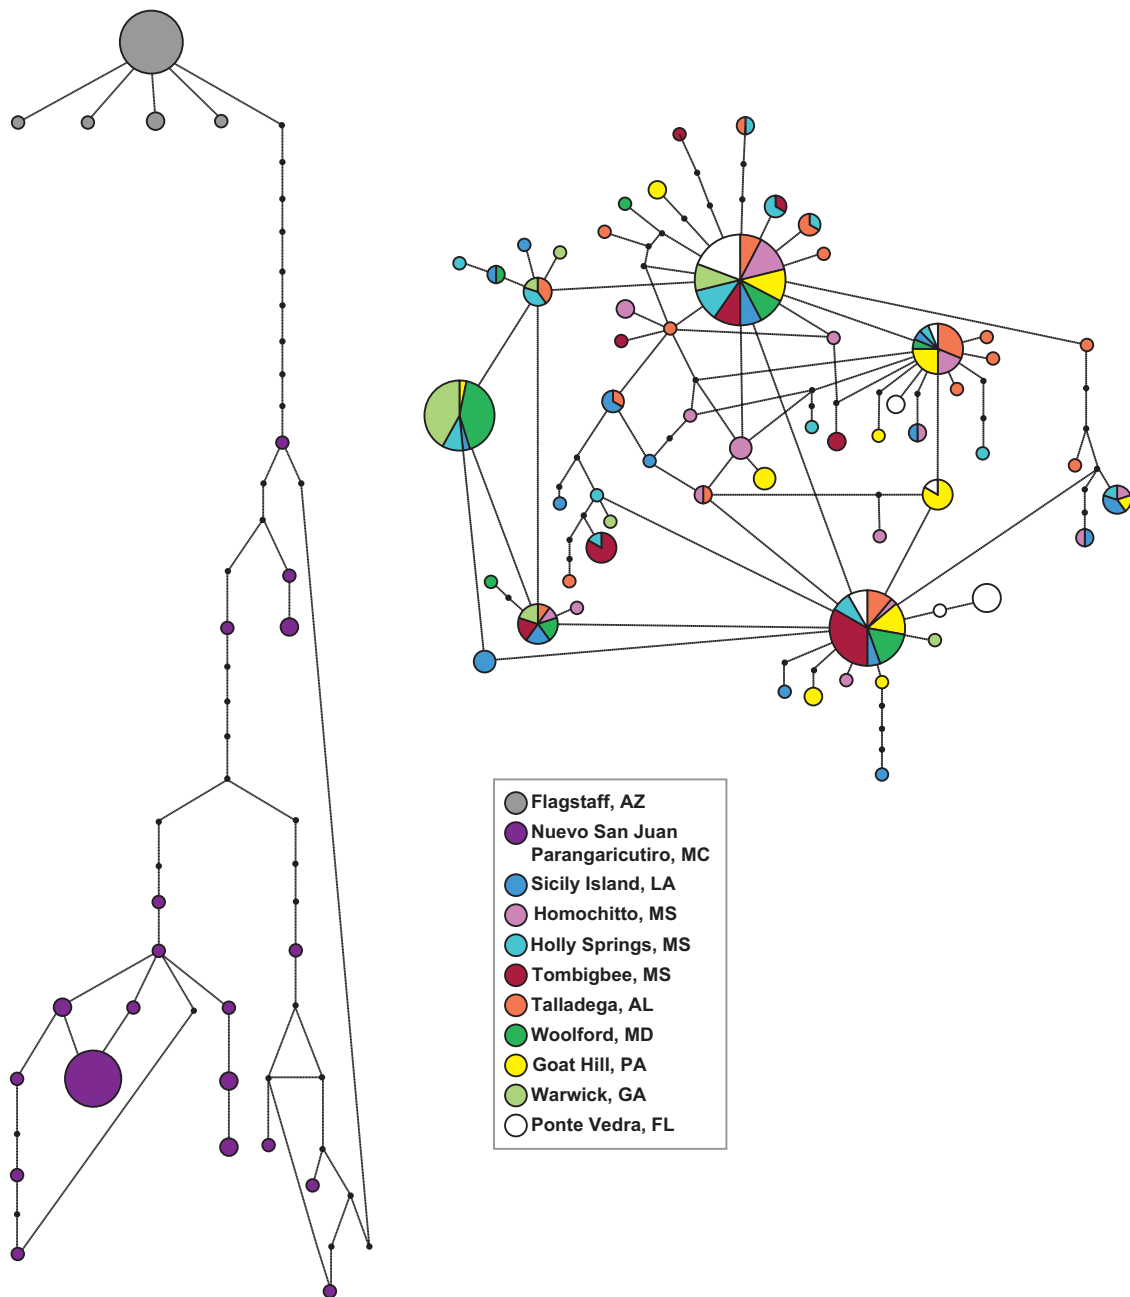 Flagstaff, AZ
Nuevo San Juan
Parangaricutiro, MC
Sicily Island, LA
Homochitto, MS
Holly Springs, MS
Tombigbee, MS
Talladega, AL
Woolford, MD
Goat Hill, PA
Warwick, GA
Ponte Vedra, FL